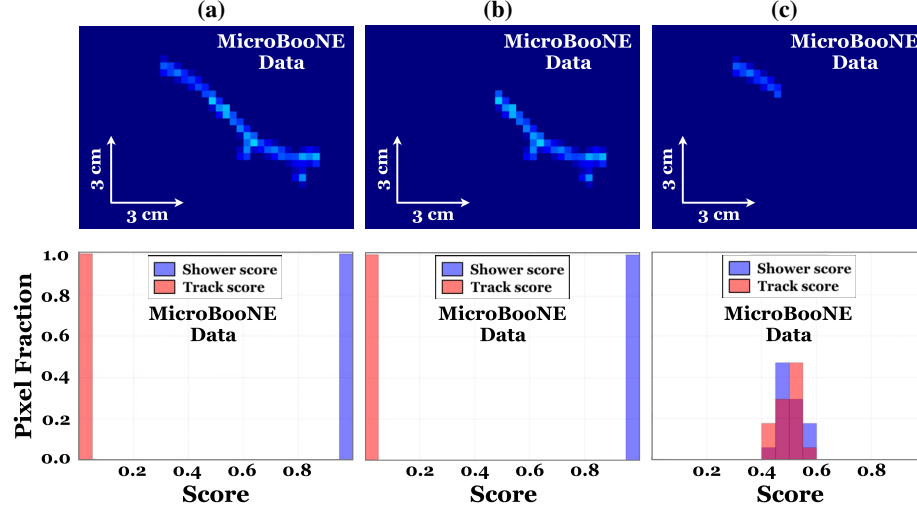 (a) (b) (c)
MicroBooNE
Data
3 cm
3 cm
MicroBooNE
Data
3 cm
3 cm
MicroBooNE
Data
3 cm
3 cm
Pixel Fraction
1.0
0.8
0.6
0.4
0.2
0.0
Shower score
Track score
MicroBooNE
Data
0.2 0.4 0.6 0.8
Score
Shower score
Track score
MicroBooNE
Data
0.2 0.4 0.6 0.8
Score
Shower score
Track score
MicroBooNE
Data
0.2 0.4 0.6 0.8
Score